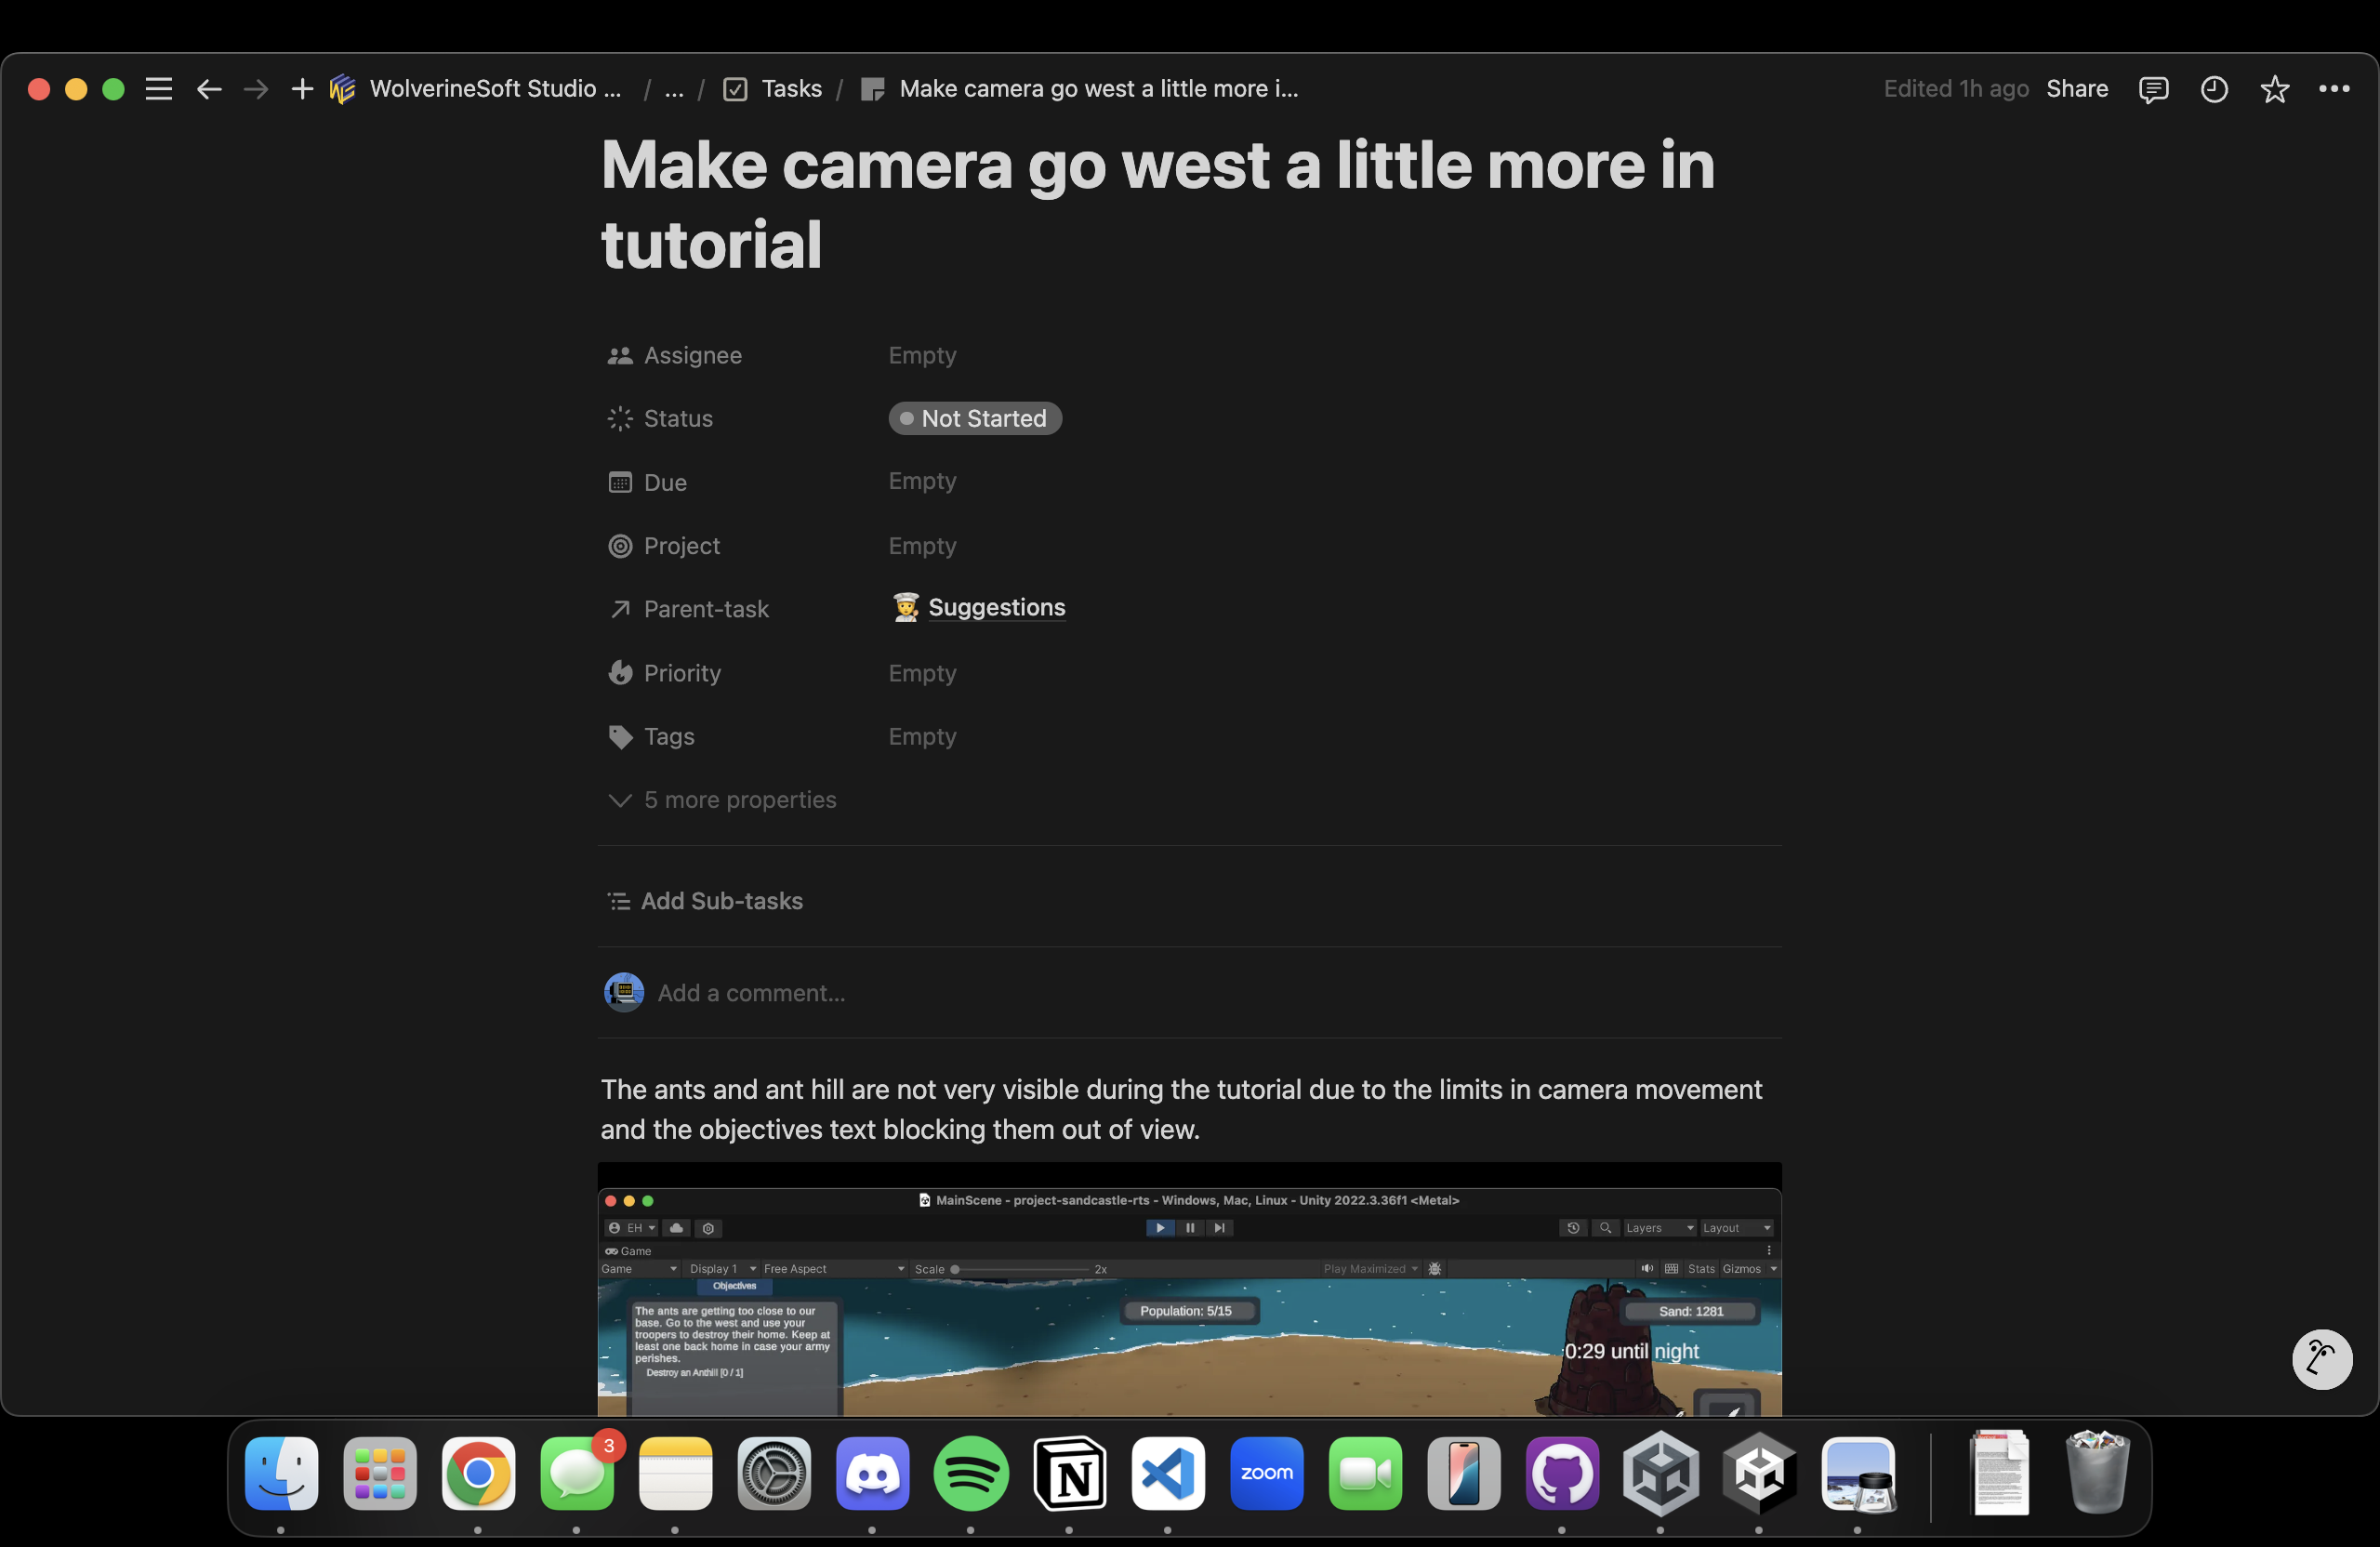 WolverineSoft Studio ... / ... / Tasks / Make camera go west a little more i...
Edited 1h ago Share
Make camera go west a little more in
tutorial
Assignee Empty
Status Not Started
Due Empty
Project Empty
Parent-task Suggestions
Priority Empty
Tags Empty
5 more properties
Add Sub-tasks
Add a comment...
The ants and ant hill are not very visible during the tutorial due to the limits in camera movement
and the objectives text blocking them out of view.
MainScene - project-sandcastle-rts - Windows, Mac, Linux - Unity 2022.3.36f1 <Metal>
EH Layers Layout
Game
Game Display 1 Free Aspect Scale 2x Play Maximized Stats Gizmos
Objectives
The ants are getting too close to our
base. Go to the west and use your
troopers to destroy their home. Keep at
least one back home in case your army
perishes.
Destroy an Anthill [0 / 1]
Population: 5/15
Sand: 1281
0:29 until night
3
zoom